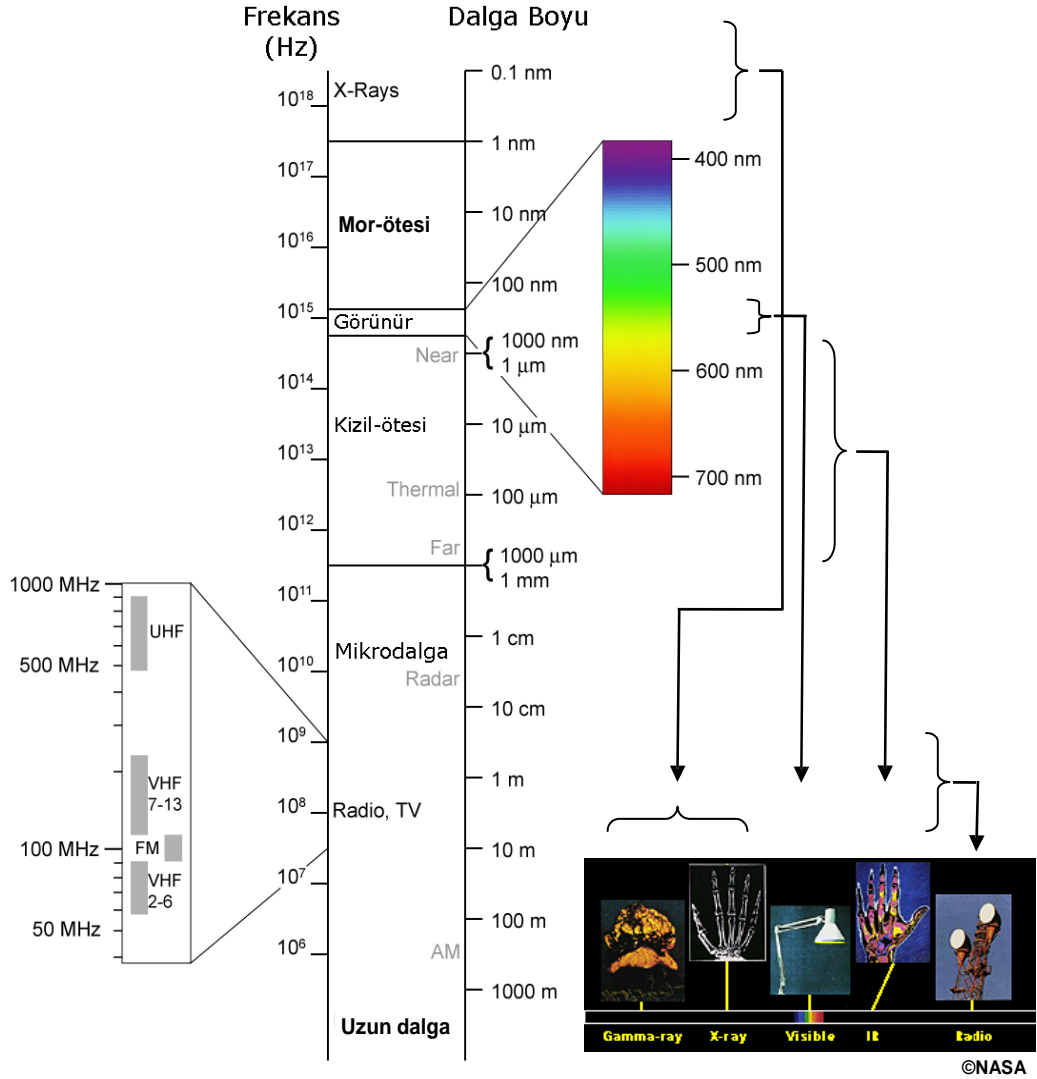 Frekans
(Hz)
Dalga Boyu
10¹⁸
10¹⁷
10¹⁶
10¹⁵
10¹⁴
10¹³
10¹²
10¹¹
10¹⁰
10⁹
10⁸
10⁷
10⁶
X-Rays
Mor-ötesi
Görünür
Near
Kizil-ötesi
Thermal
Far
Mikrodalga
Radar
Radio, TV
AM
Uzun dalga
0.1 nm
1 nm
10 nm
100 nm
1000 nm
1 μm
10 μm
100 μm
1000 μm
1 mm
1 cm
10 cm
1 m
10 m
100 m
1000 m
400 nm
500 nm
600 nm
700 nm
1000 MHz
500 MHz
100 MHz
50 MHz
UHF
VHF
7-13
FM
VHF
2-6
Gamma-ray
X-ray
Visible
IR
Radio
©NASA